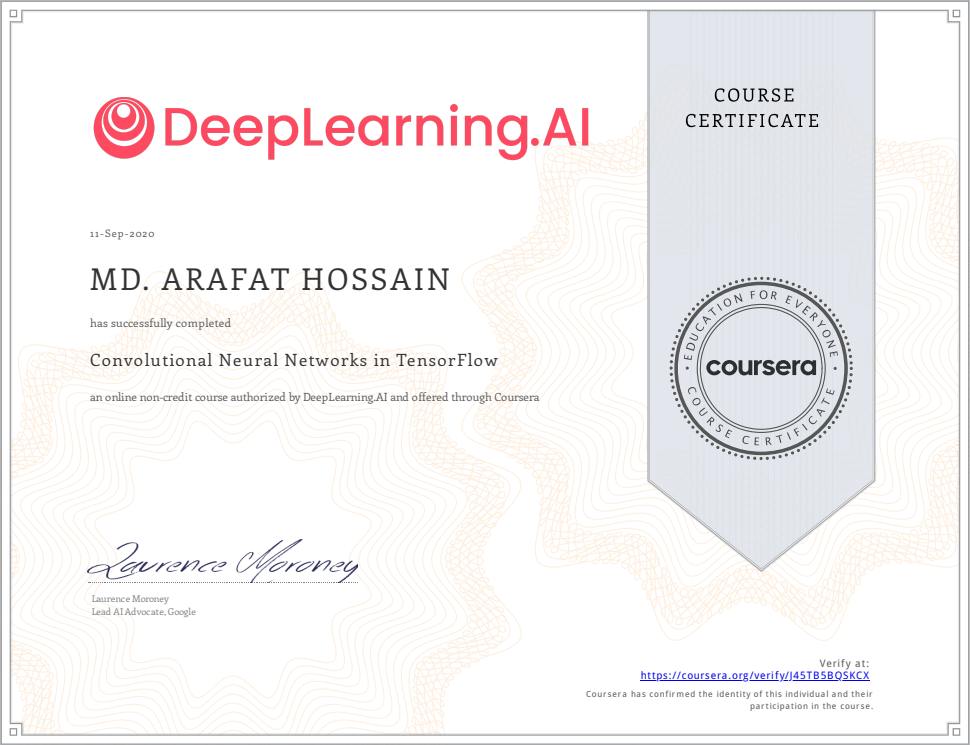 DeepLearning.AI
COURSE
CERTIFICATE
11-Sep-2020
MD. ARAFAT HOSSAIN
has successfully completed
Convolutional Neural Networks in TensorFlow
an online non-credit course authorized by DeepLearning.AI and offered through Coursera
EDUCATION FOR EVERYONE
coursera
COURSE CERTIFICATE
Laurence Moroney
Laurence Moroney
Lead AI Advocate, Google
Verify at:
https://coursera.org/verify/J45TB5BQSKCX
Coursera has confirmed the identity of this individual and their
participation in the course.